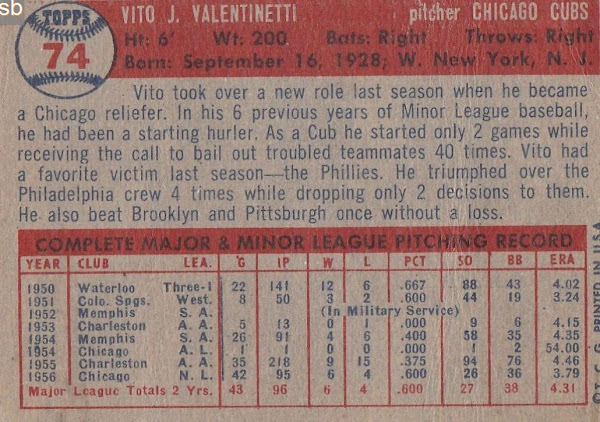 sb
TOPPS
74
VITO J. VALENTINETTI pitcher CHICAGO CUBS
Ht: 6' Wt: 200 Bats: Right Throws: Right
Born: September 16, 1928; W. New York, N. J.
Vito took over a new role last season when he became
a Chicago reliefer. In his 6 previous years of Minor League baseball,
he had been a starting hurler. As a Cub he started only 2 games while
receiving the call to bail out troubled teammates 40 times. Vito had
a favorite victim last season—the Phillies. He triumphed over the
Philadelphia crew 4 times while dropping only 2 decisions to them.
He also beat Brooklyn and Pittsburgh once without a loss.
COMPLETE MAJOR & MINOR LEAGUE PITCHING RECORD
YEAR CLUB LEA. G IP W L PCT SO BB ERA
1950 Waterloo Three-I 22 141 12 6 .667 88 43 4.02
1951 Colo. Spgs. West. 8 50 3 2 .600 44 19 3.24
1952 Memphis S. A. (In Military Service)
1953 Charleston A. A. 5 13 0 1 .000 9 6 4.15
1954 Memphis S. A. 26 91 4 6 .400 58 35 4.35
1954 Chicago A. L. 1 1 0 0 .000 1 2 54.00
1955 Charleston A. A. 35 218 9 15 .375 94 76 4.46
1956 Chicago N. L. 42 95 6 4 .600 26 36 3.79
Major League Totals 2 Yrs. 43 96 6 4 .600 27 38 4.31
©T. C. G. PRINTED IN U.S.A.